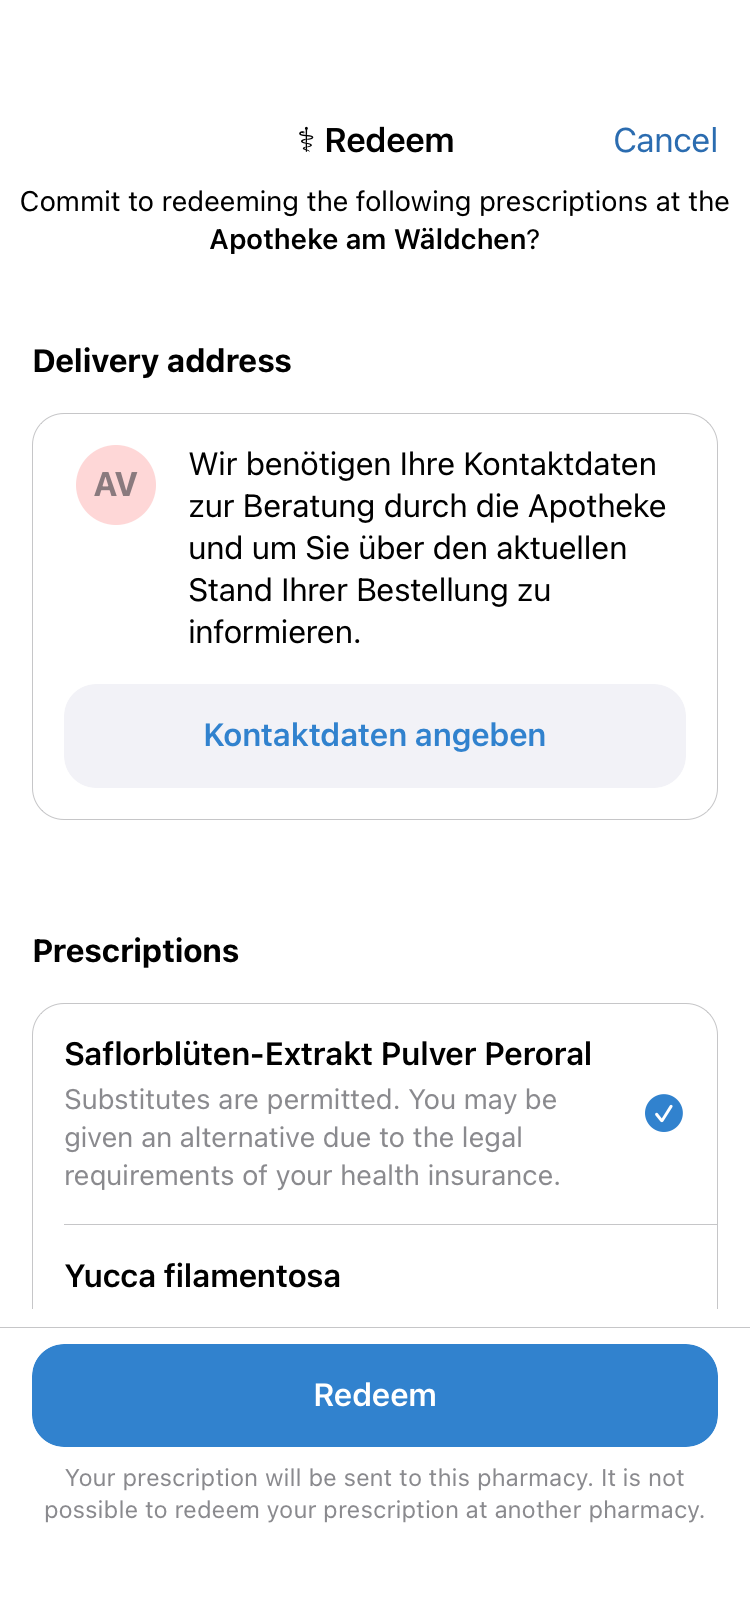 ⚕ Redeem
Cancel
Commit to redeeming the following prescriptions at the
Apotheke am Wäldchen?
Delivery address
AV
Wir benötigen Ihre Kontaktdaten
zur Beratung durch die Apotheke
und um Sie über den aktuellen
Stand Ihrer Bestellung zu
informieren.
Kontaktdaten angeben
Prescriptions
Saflorblüten-Extrakt Pulver Peroral
Substitutes are permitted. You may be
given an alternative due to the legal
requirements of your health insurance.
Yucca filamentosa
Redeem
Your prescription will be sent to this pharmacy. It is not
possible to redeem your prescription at another pharmacy.